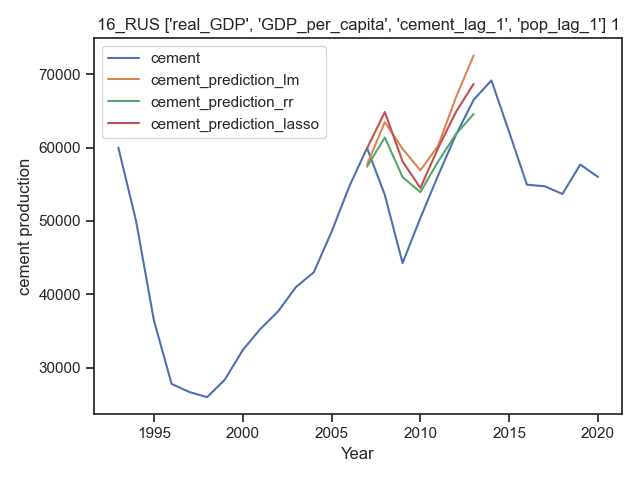 16_RUS ['real_GDP', 'GDP_per_capita', 'cement_lag_1', 'pop_lag_1'] 1
cement
cement_prediction_lm
cement_prediction_rr
cement_prediction_lasso
70000
60000
50000
40000
30000
cement production
1995
2000
2005
2010
2015
2020
Year